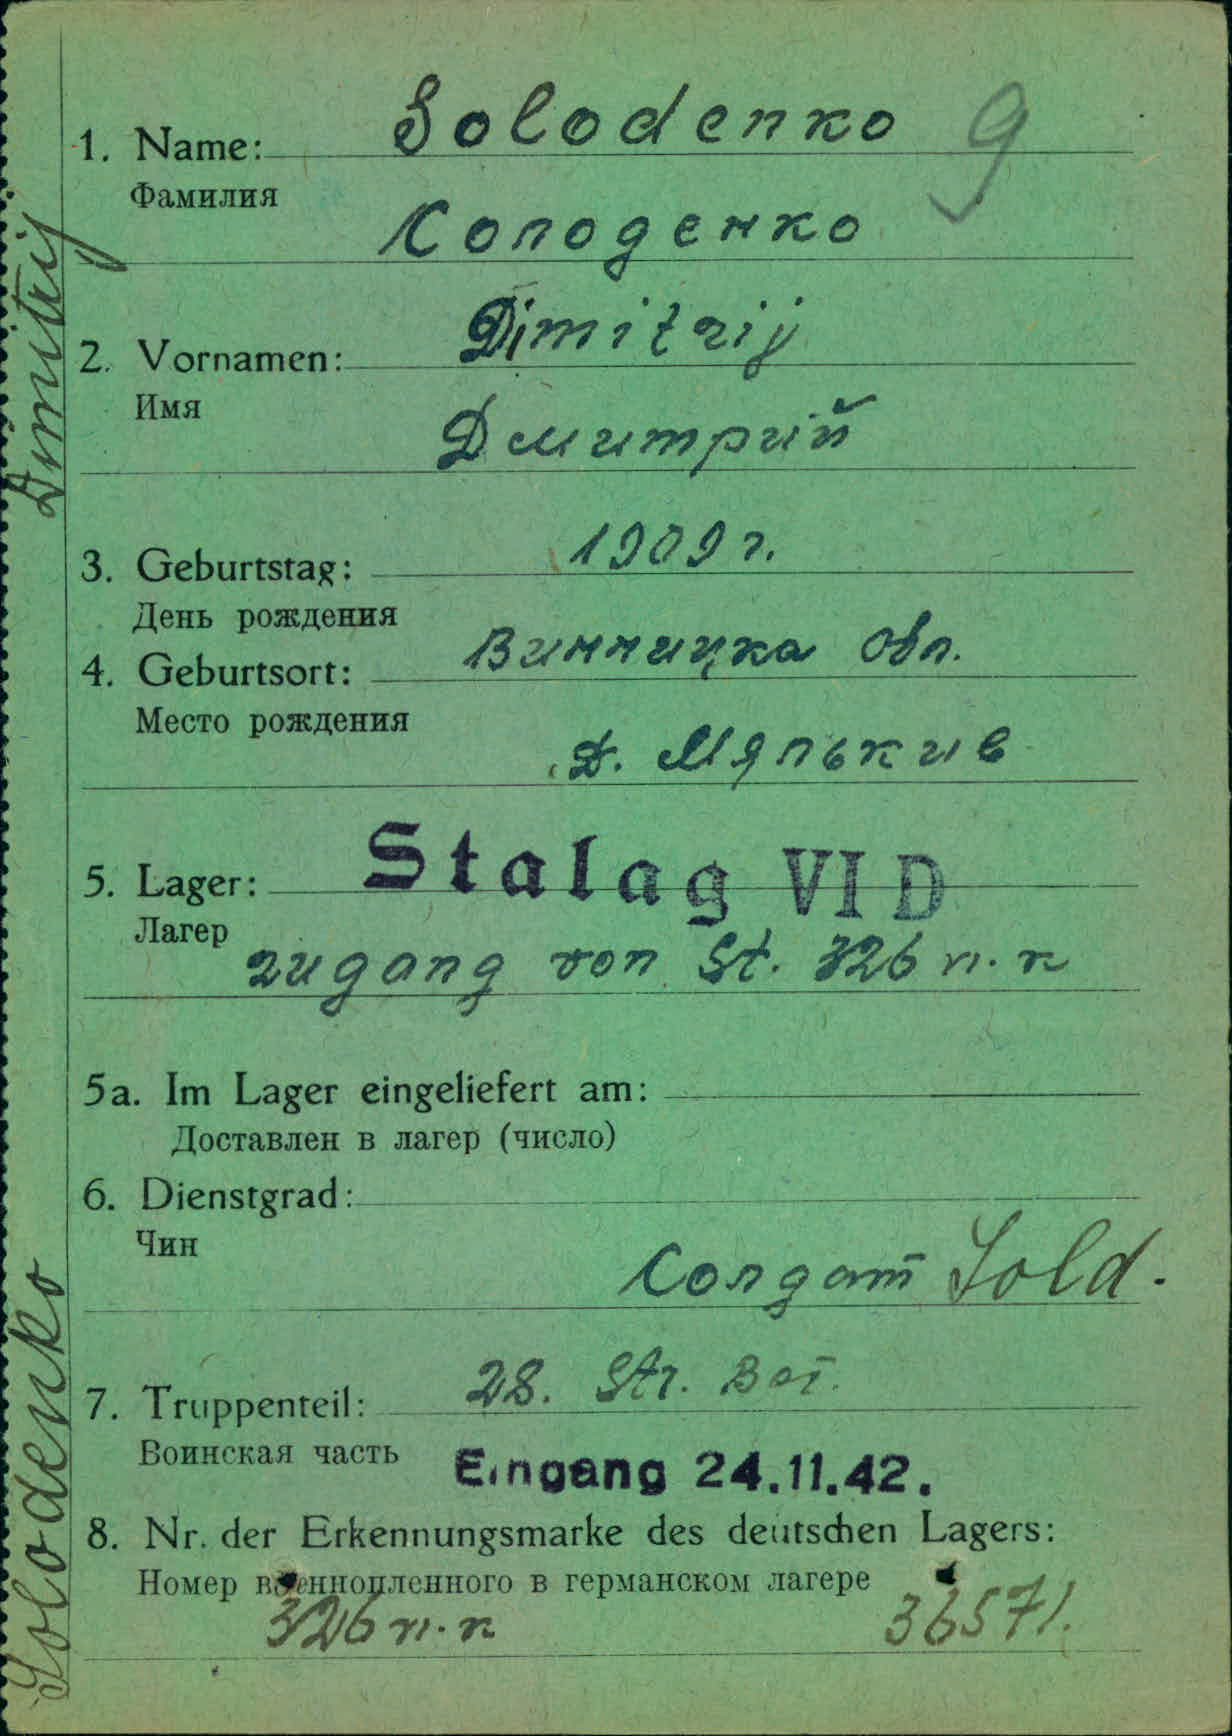 1. Name: Solodenko 9
Фамилия
Солоденко
2. Vornamen: Dimitrij
Имя
Дмитрий
3. Geburtstag: 1909 г.
День рождения
4. Geburtsort: Винницка обл.
Место рождения
Д. Мялькив
5. Lager: Stalag VI D
Лагер
zugang von St. 326 п. к
5a. Im Lager eingeliefert am:
Доставлен в лагер (число)
6. Dienstgrad:
Чин
Солдат Sold.
7. Truppenteil: 28. Str. Bat.
Воинская часть
Eingang 24.11.42.
8. Nr. der Erkennungsmarke des deutschen Lagers:
Номер военнопленного в германском лагере
326 п. к 36571.
Solodenko Dimitrij